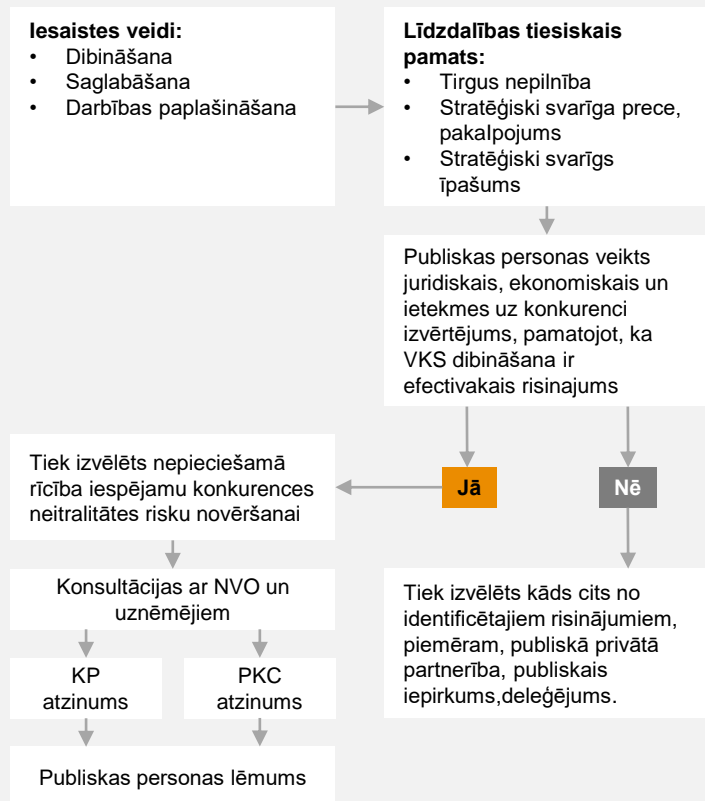 Iesaistes veidi:
• Dibināšana
• Saglabāšana
• Darbības paplašināšana
Līdzdalības tiesiskais
pamats:
• Tirgus nepilnība
• Stratēģiski svarīga prece,
pakalpojums
• Stratēģiski svarīgs
īpašums
Publiskas personas veikts
juridiskais, ekonomiskais un
ietekmes uz konkurenci
izvērtējums, pamatojot, ka
VKS dibināšana ir
efectivakais risinajums
Jā
Nē
Tiek izvēlēts nepieciešamā
rīcība iespējamu konkurences
neitralitātes risku novēršanai
Konsultācijas ar NVO un
uzņēmējiem
KP
atzinums
PKC
atzinums
Publiskas personas lēmums
Tiek izvēlēts kāds cits no
identificētajiem risinājumiem,
piemēram, publiskā privātā
partnerība, publiskais
iepirkums,deleģējums.